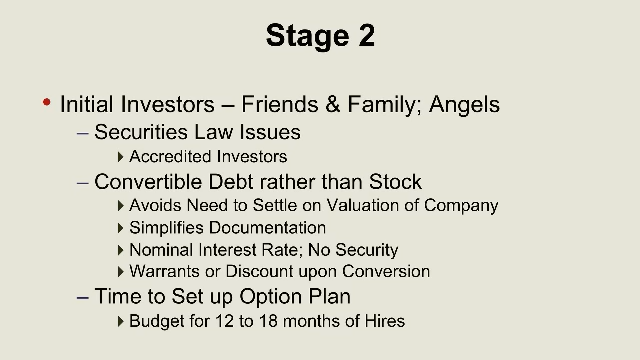 Stage 2
• Initial Investors – Friends & Family; Angels
– Securities Law Issues
Accredited Investors
– Convertible Debt rather than Stock
Avoids Need to Settle on Valuation of Company
Simplifies Documentation
Nominal Interest Rate; No Security
Warrants or Discount upon Conversion
– Time to Set up Option Plan
Budget for 12 to 18 months of Hires